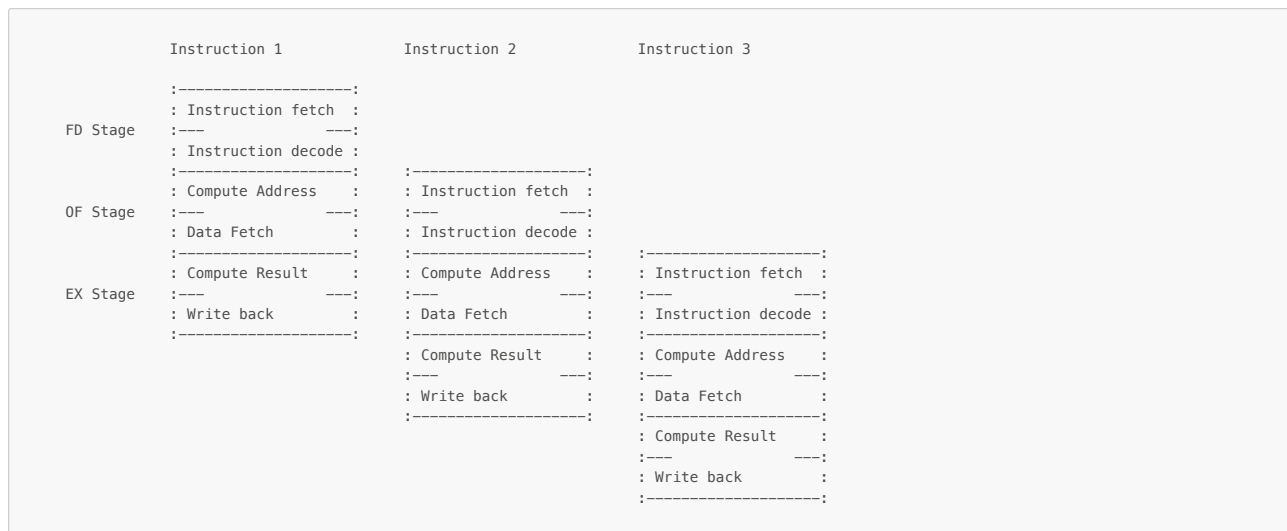 Instruction 1 Instruction 2 Instruction 3
:--------------------:
: Instruction fetch :
FD Stage :--- ---:
: Instruction decode :
:--------------------: :--------------------:
: Compute Address : : Instruction fetch :
OF Stage :--- ---: :--- ---:
: Data Fetch : : Instruction decode :
:--------------------: :--------------------: :--------------------:
: Compute Result : : Compute Address : : Instruction fetch :
EX Stage :--- ---: :--- ---: :--- ---:
: Write back : : Data Fetch : : Instruction decode :
:--------------------: :--------------------: :--------------------:
: Compute Result : : Compute Address :
:--- ---: :--- ---:
: Write back : : Data Fetch :
:--------------------: :--------------------:
: Compute Result :
:--- ---:
: Write back :
:--------------------: